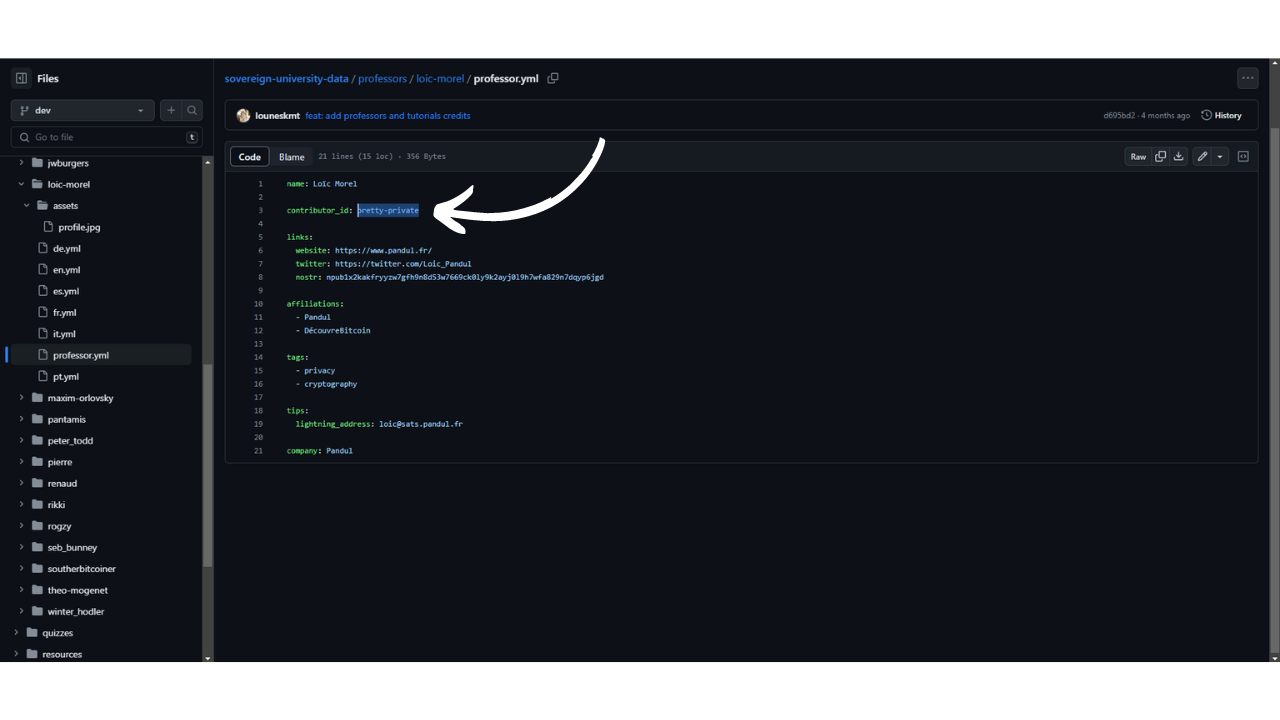 Files
dev
Go to file
t
jwburgers
loic-morel
assets
profile.jpg
de.yml
en.yml
es.yml
fr.yml
it.yml
professor.yml
pt.yml
maxim-orlovsky
pantamis
peter_todd
pierre
renaud
rikki
rogzy
seb_bunney
southerbitcoiner
theo-mogenet
winter_hodler
quizzes
resources
sovereign-university-data / professors / loic-morel / professor.yml
louneskmt feat: add professors and tutorials credits
d695bd2 · 4 months ago History
Code Blame 21 lines (15 loc) · 356 Bytes
Raw
1 name: Loïc Morel
2
3 contributor_id: pretty-private
4
5 links:
6 website: https://www.pandul.fr/
7 twitter: https://twitter.com/Loic_Pandul
8 nostr: npub1x2kakfryyzw7gfh9n8d53w7669ck0ly9k2ayj0l9h7wfa829n7dqyp6jgd
9
10 affiliations:
11 - Pandul
12 - DécouvreBitcoin
13
14 tags:
15 - privacy
16 - cryptography
17
18 tips:
19 lightning_address: loic@sats.pandul.fr
20
21 company: Pandul